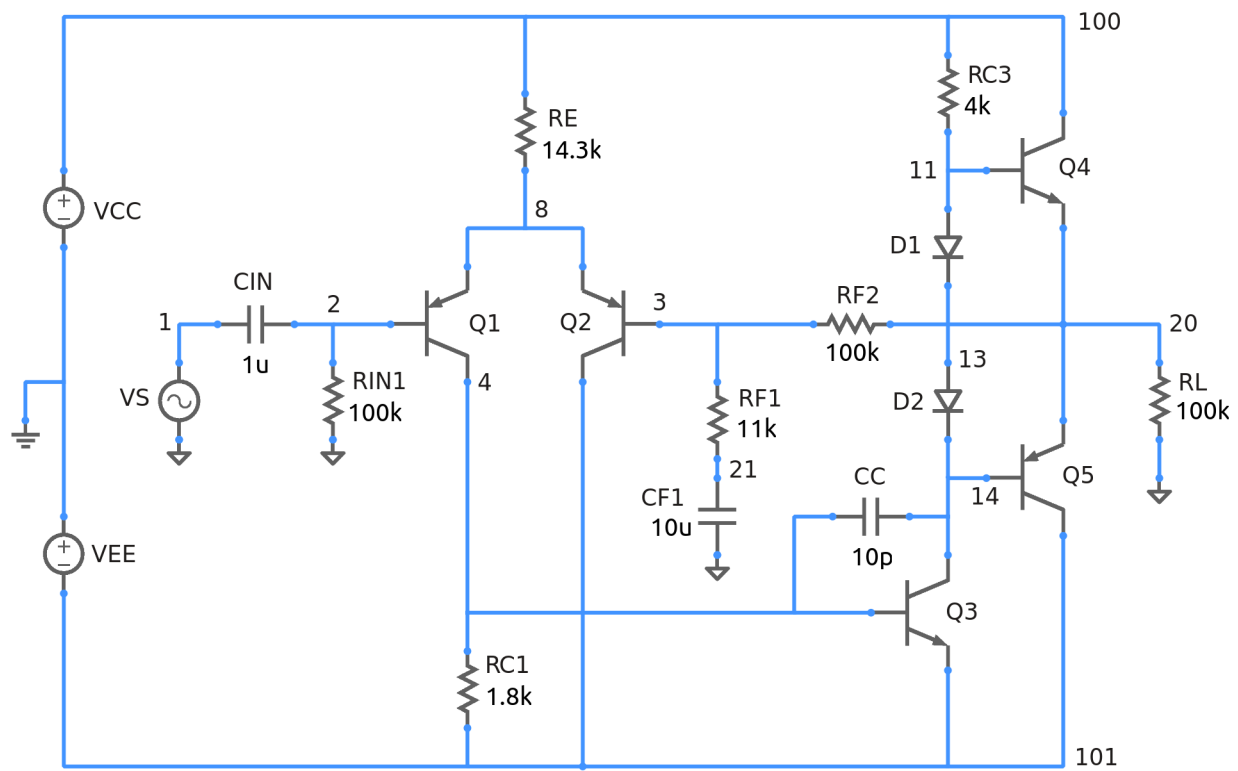 100
RC3
4k
RE
14.3k
11
Q4
VCC
8
D1
CIN
RF2
1
2
Q1
Q2
3
20
1u
100k
13
VS
RIN1
100k
4
RF1
11k
D2
RL
100k
21
CC
14
Q5
CF1
10u
VEE
10p
Q3
RC1
1.8k
101